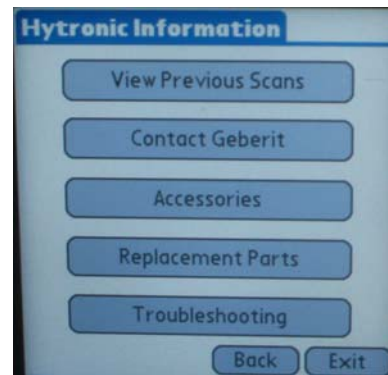 Hytronic Information
View Previous Scans
Contact Geberit
Accessories
Replacement Parts
Troubleshooting
Back Exit